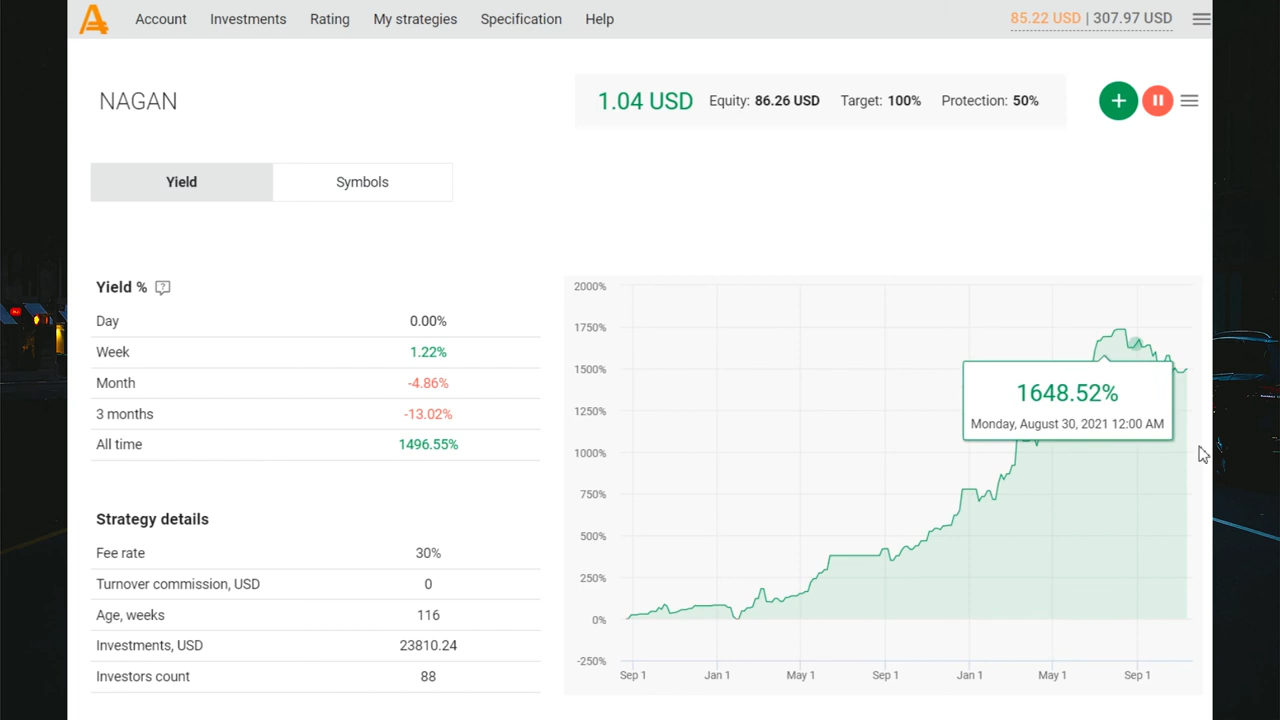 Account Investments Rating My strategies Specification Help 85.22 USD | 307.97 USD
NAGAN
1.04 USD Equity: 86.26 USD Target: 100% Protection: 50%
Yield Symbols
Yield %
Day 0.00%
Week 1.22%
Month -4.86%
3 months -13.02%
All time 1496.55%
Strategy details
Fee rate 30%
Turnover commission, USD 0
Age, weeks 116
Investments, USD 23810.24
Investors count 88
2000%
1750%
1500%
1250%
1000%
750%
500%
250%
0%
-250%
1648.52%
Monday, August 30, 2021 12:00 AM
Sep 1 Jan 1 May 1 Sep 1 Jan 1 May 1 Sep 1